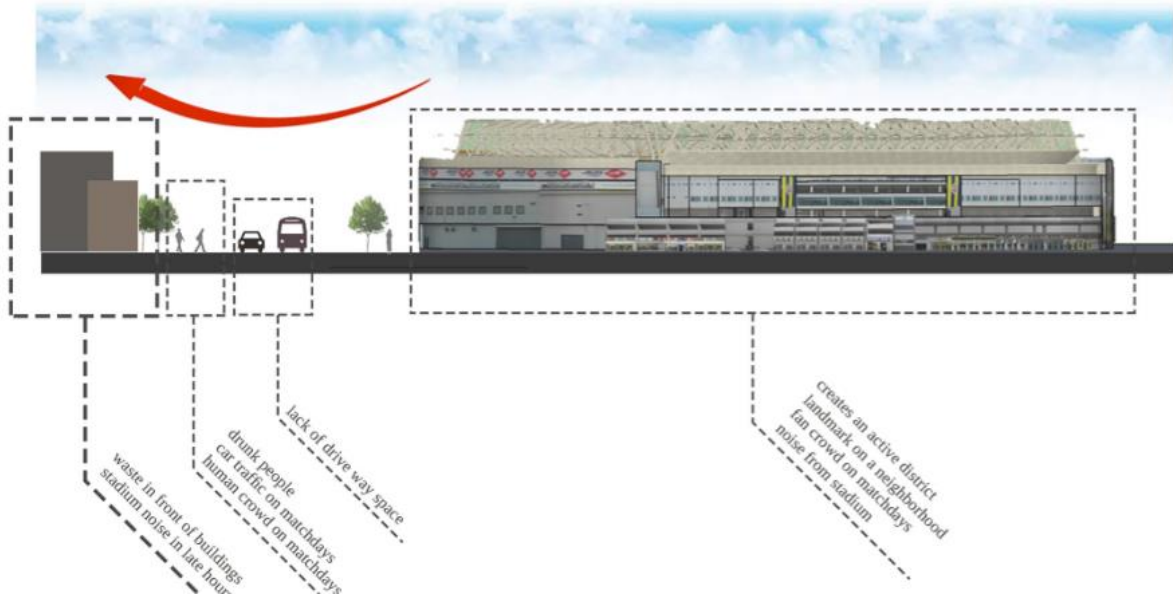 waste in front of buildings
stadium noise in late
drunk people
car traffic on matchdays
human crowd on matchdays
lack of drive way space
creates an active district
landmark on a neighborhood
fan crowd on matchdays
noise from stadium